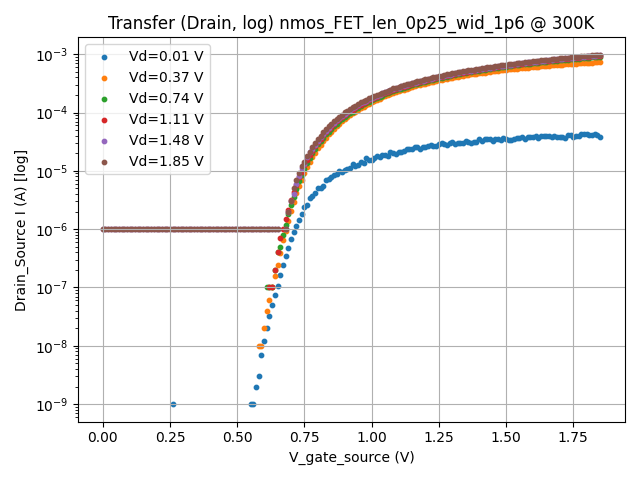 Transfer (Drain, log) nmos_FET_len_0p25_wid_1p6 @ 300K
Vd=0.01 V
Vd=0.37 V
Vd=0.74 V
Vd=1.11 V
Vd=1.48 V
Vd=1.85 V
Drain_Source I (A) [log]
10⁻³
10⁻⁴
10⁻⁵
10⁻⁶
10⁻⁷
10⁻⁸
10⁻⁹
0.00 0.25 0.50 0.75 1.00 1.25 1.50 1.75
V_gate_source (V)